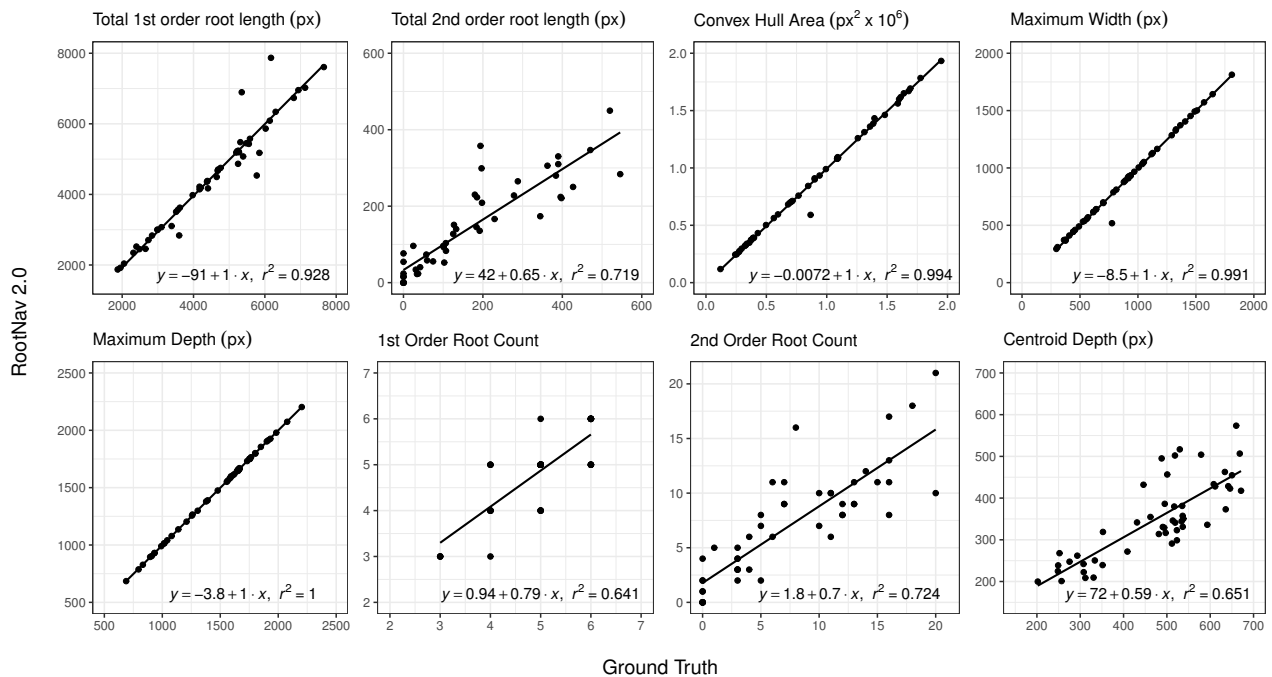 Total 1st order root length (px)
Total 2nd order root length (px)
Convex Hull Area (px² x 10⁶)
Maximum Width (px)
8000
6000
4000
2000
y = −91 + 1 · x, r² = 0.928
2000 4000 6000 8000
600
400
200
0
y = 42 + 0.65 · x, r² = 0.719
0 200 400 600
2.0
1.5
1.0
0.5
0.0
y = −0.0072 + 1 · x, r² = 0.994
0.0 0.5 1.0 1.5 2.0
2000
1500
1000
500
0
y = −8.5 + 1 · x, r² = 0.991
0 500 1000 1500 2000
RootNav 2.0
Maximum Depth (px)
1st Order Root Count
2nd Order Root Count
Centroid Depth (px)
2500
2000
1500
1000
500
y = −3.8 + 1 · x, r² = 1
500 1000 1500 2000 2500
7
6
5
4
3
2
y = 0.94 + 0.79 · x, r² = 0.641
2 3 4 5 6 7
20
15
10
5
0
y = 1.8 + 0.7 · x, r² = 0.724
0 5 10 15 20
700
600
500
400
300
200
y = 72 + 0.59 · x, r² = 0.651
200 300 400 500 600 700
Ground Truth